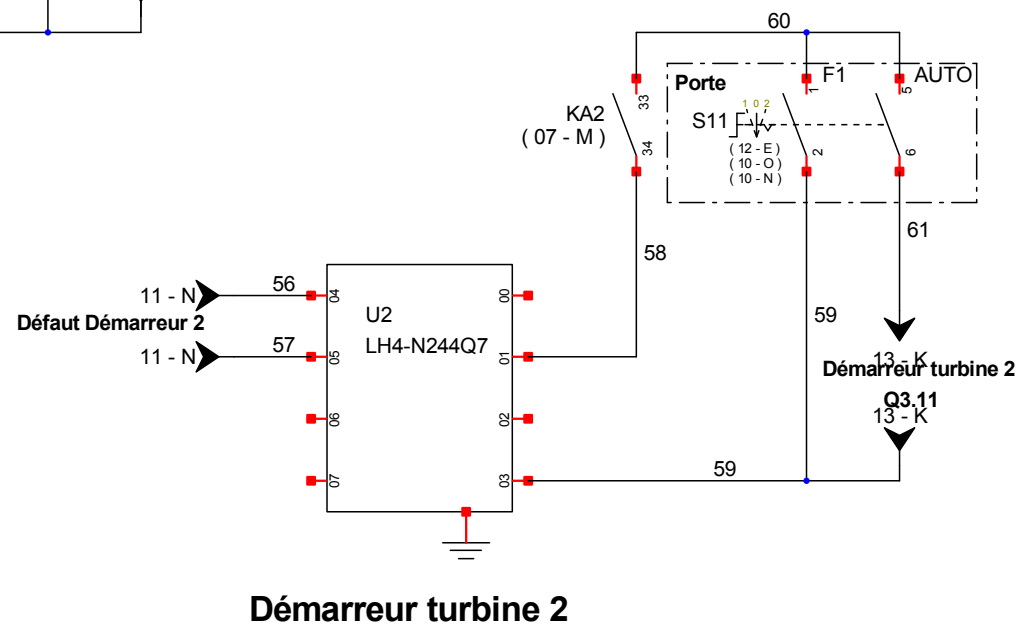 60
Porte
F1
AUTO
1
5
33
1 0 2
KA2
( 07 - M )
S11
34
2
6
( 12 - E )
( 10 - O )
( 10 - N )
61
58
11 - N
56
04
00
59
Défaut Démarreur 2
U2
LH4-N244Q7
11 - N
57
05
01
13 - K
Démarreur turbine 2
Q3.11
13 - K
06
02
59
07
03
Démarreur turbine 2